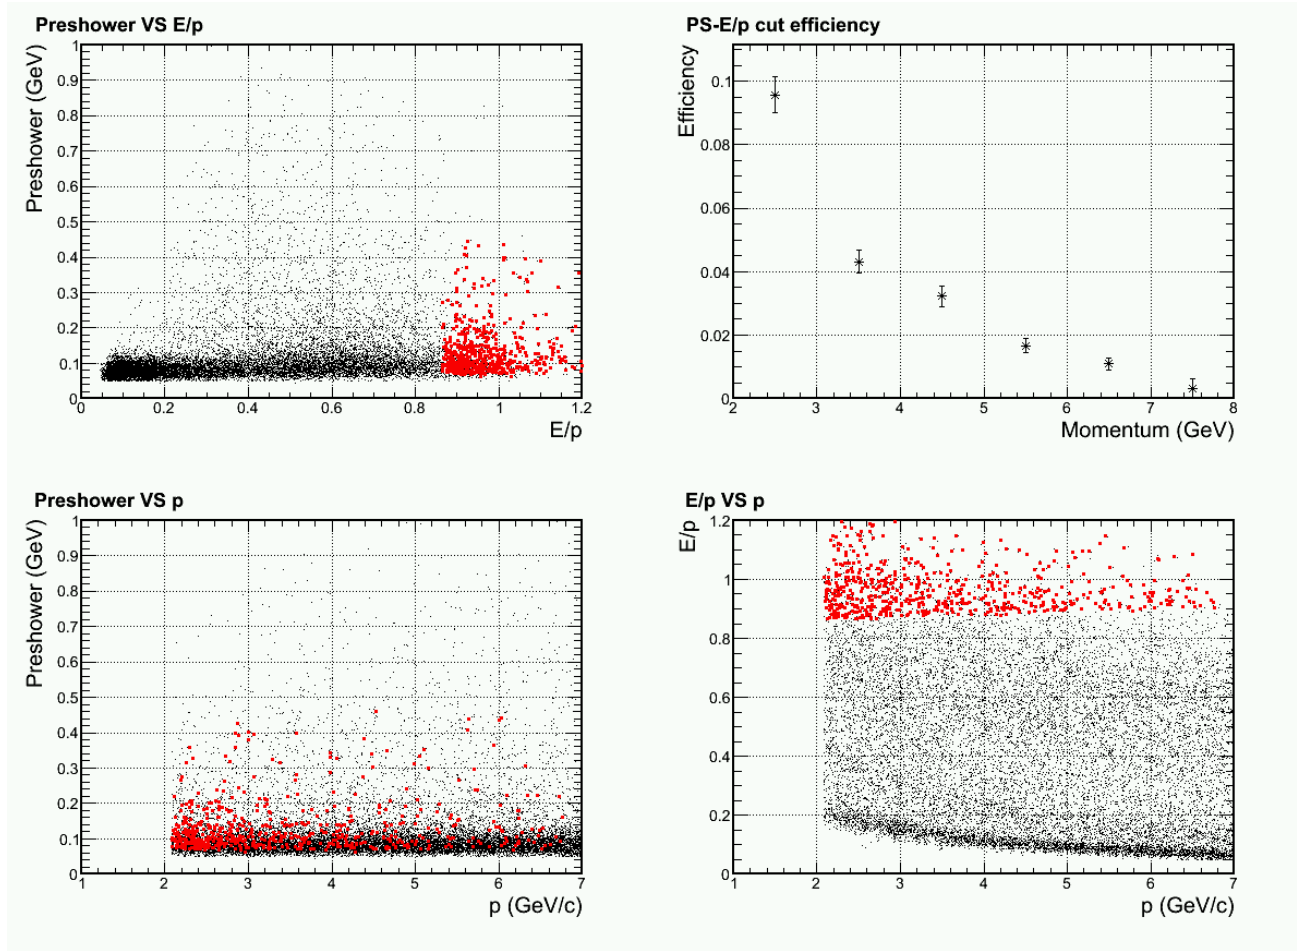 Preshower VS E/p
Preshower (GeV)
1
0.9
0.8
0.7
0.6
0.5
0.4
0.3
0.2
0.1
0
0 0.2 0.4 0.6 0.8 1 1.2
E/p
PS-E/p cut efficiency
Efficiency
0.1
0.08
0.06
0.04
0.02
0
2 3 4 5 6 7 8
Momentum (GeV)
Preshower VS p
Preshower (GeV)
1
0.9
0.8
0.7
0.6
0.5
0.4
0.3
0.2
0.1
0
1 2 3 4 5 6 7
p (GeV/c)
E/p VS p
E/p
1.2
1
0.8
0.6
0.4
0.2
0
1 2 3 4 5 6 7
p (GeV/c)